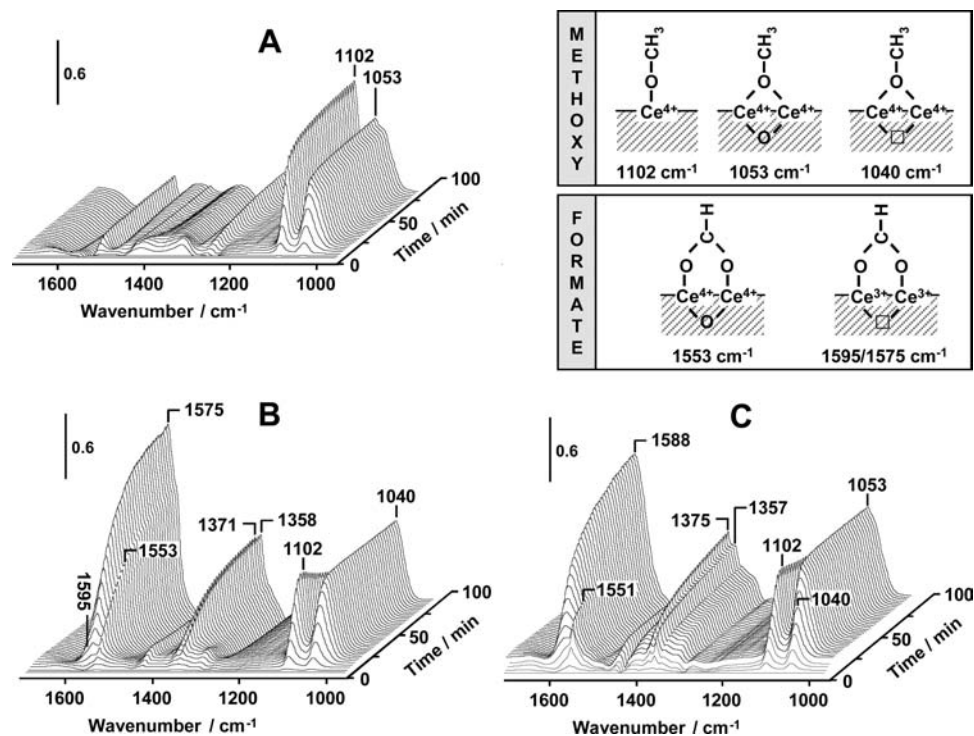 A
0.6
1102
1053
100
50
0
Time / min
1600 1400 1200 1000
Wavenumber / cm-1
METHOXY
CH3 CH3 CH3
O O O
Ce4+ Ce4+ Ce4+ Ce4+ Ce4+
O
1102 cm-1 1053 cm-1 1040 cm-1
FORMATE
H H
C C
O O O O
Ce4+ Ce4+ Ce3+ Ce3+
O
1553 cm-1 1595/1575 cm-1
B
0.6
1575
1040
1371 1358
1102
1553
1595
100
50
0
Time / min
1600 1400 1200 1000
Wavenumber / cm-1
C
0.6
1588
1053
1375 1357
1102
1551
1040
100
50
0
Time / min
1600 1400 1200 1000
Wavenumber / cm-1